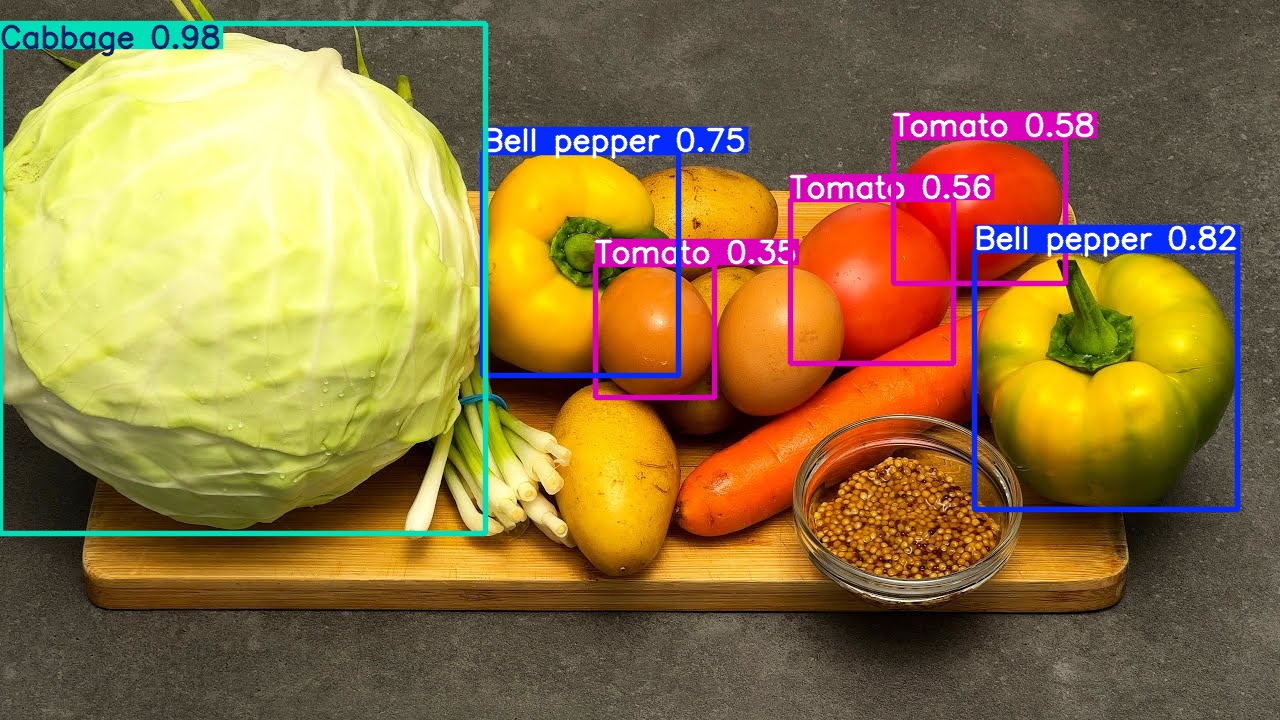 Cabbage 0.98
Bell pepper 0.75
Tomato 0.58
Tomato 0.56
Tomato 0.35
Bell pepper 0.82